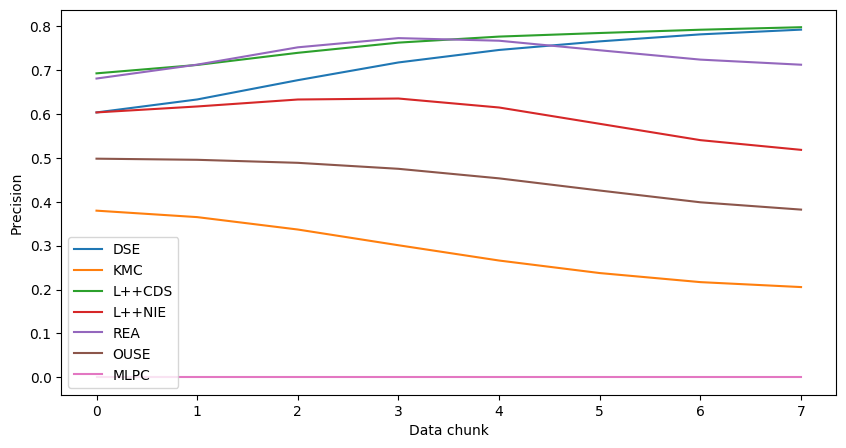 0.8
0.7
0.6
0.5
0.4
0.3
0.2
0.1
0.0
Precision
DSE
KMC
L++CDS
L++NIE
REA
OUSE
MLPC
0 1 2 3 4 5 6 7
Data chunk